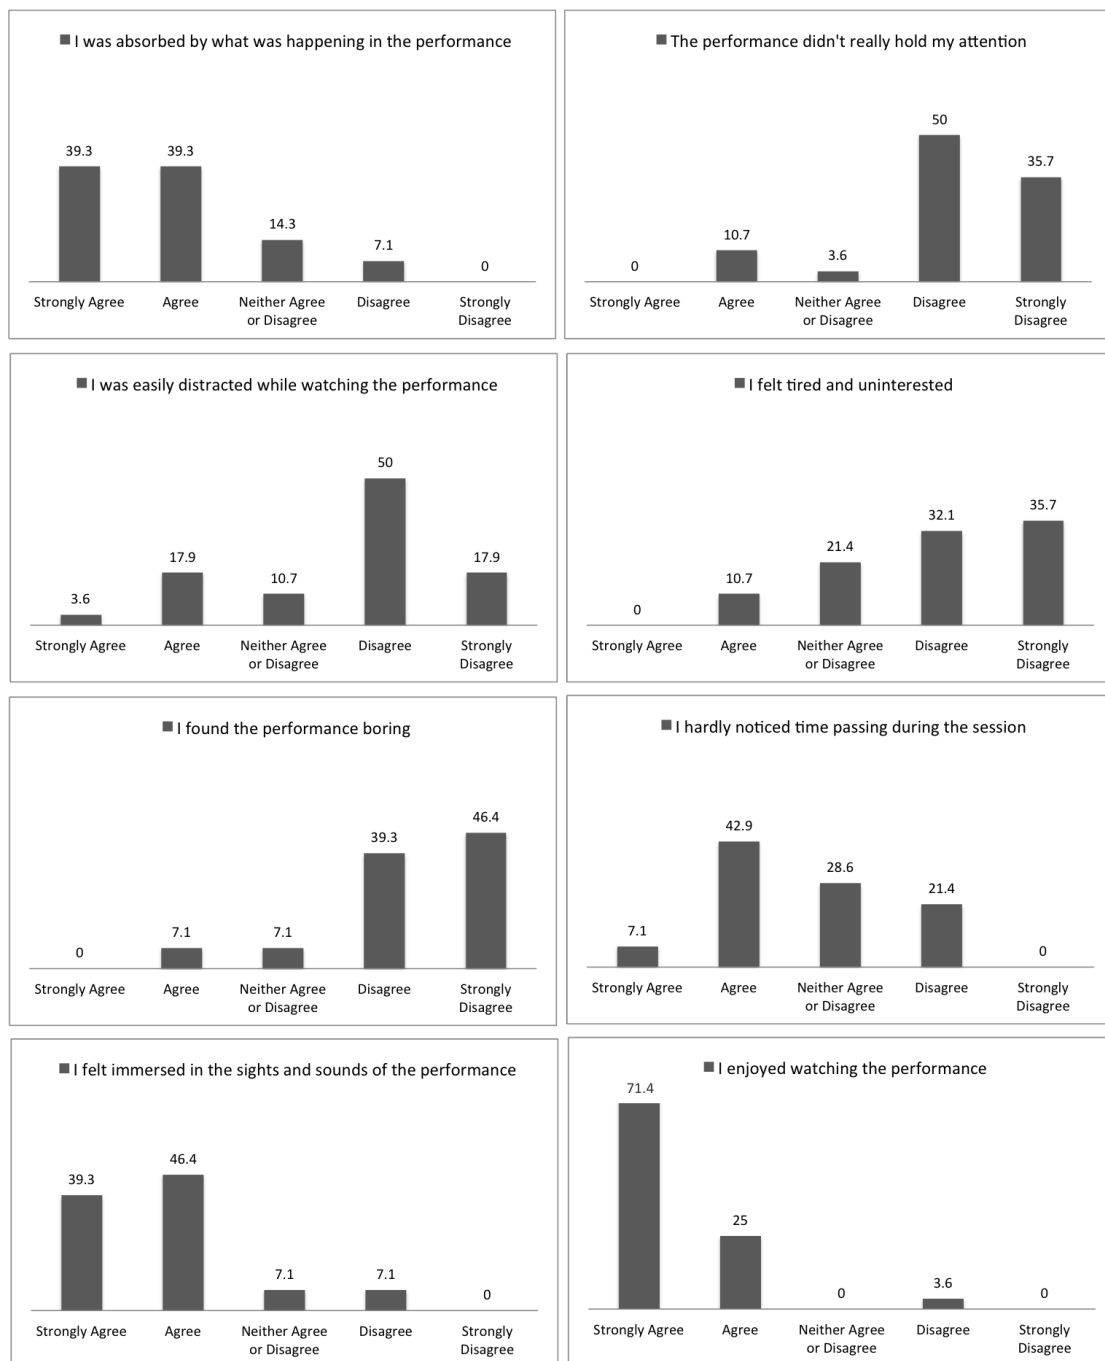 I was absorbed by what was happening in the performance
39.3
39.3
14.3
7.1
0
Strongly Agree
Agree
Neither Agree
or Disagree
Disagree
Strongly
Disagree
The performance didn't really hold my attention
0
10.7
3.6
50
35.7
Strongly Agree
Agree
Neither Agree
or Disagree
Disagree
Strongly
Disagree
I was easily distracted while watching the performance
3.6
17.9
10.7
50
17.9
Strongly Agree
Agree
Neither Agree
or Disagree
Disagree
Strongly
Disagree
I felt tired and uninterested
0
10.7
21.4
32.1
35.7
Strongly Agree
Agree
Neither Agree
or Disagree
Disagree
Strongly
Disagree
I found the performance boring
0
7.1
7.1
39.3
46.4
Strongly Agree
Agree
Neither Agree
or Disagree
Disagree
Strongly
Disagree
I hardly noticed time passing during the session
7.1
42.9
28.6
21.4
0
Strongly Agree
Agree
Neither Agree
or Disagree
Disagree
Strongly
Disagree
I felt immersed in the sights and sounds of the performance
39.3
46.4
7.1
7.1
0
Strongly Agree
Agree
Neither Agree
or Disagree
Disagree
Strongly
Disagree
I enjoyed watching the performance
71.4
25
0
3.6
0
Strongly Agree
Agree
Neither Agree
or Disagree
Disagree
Strongly
Disagree